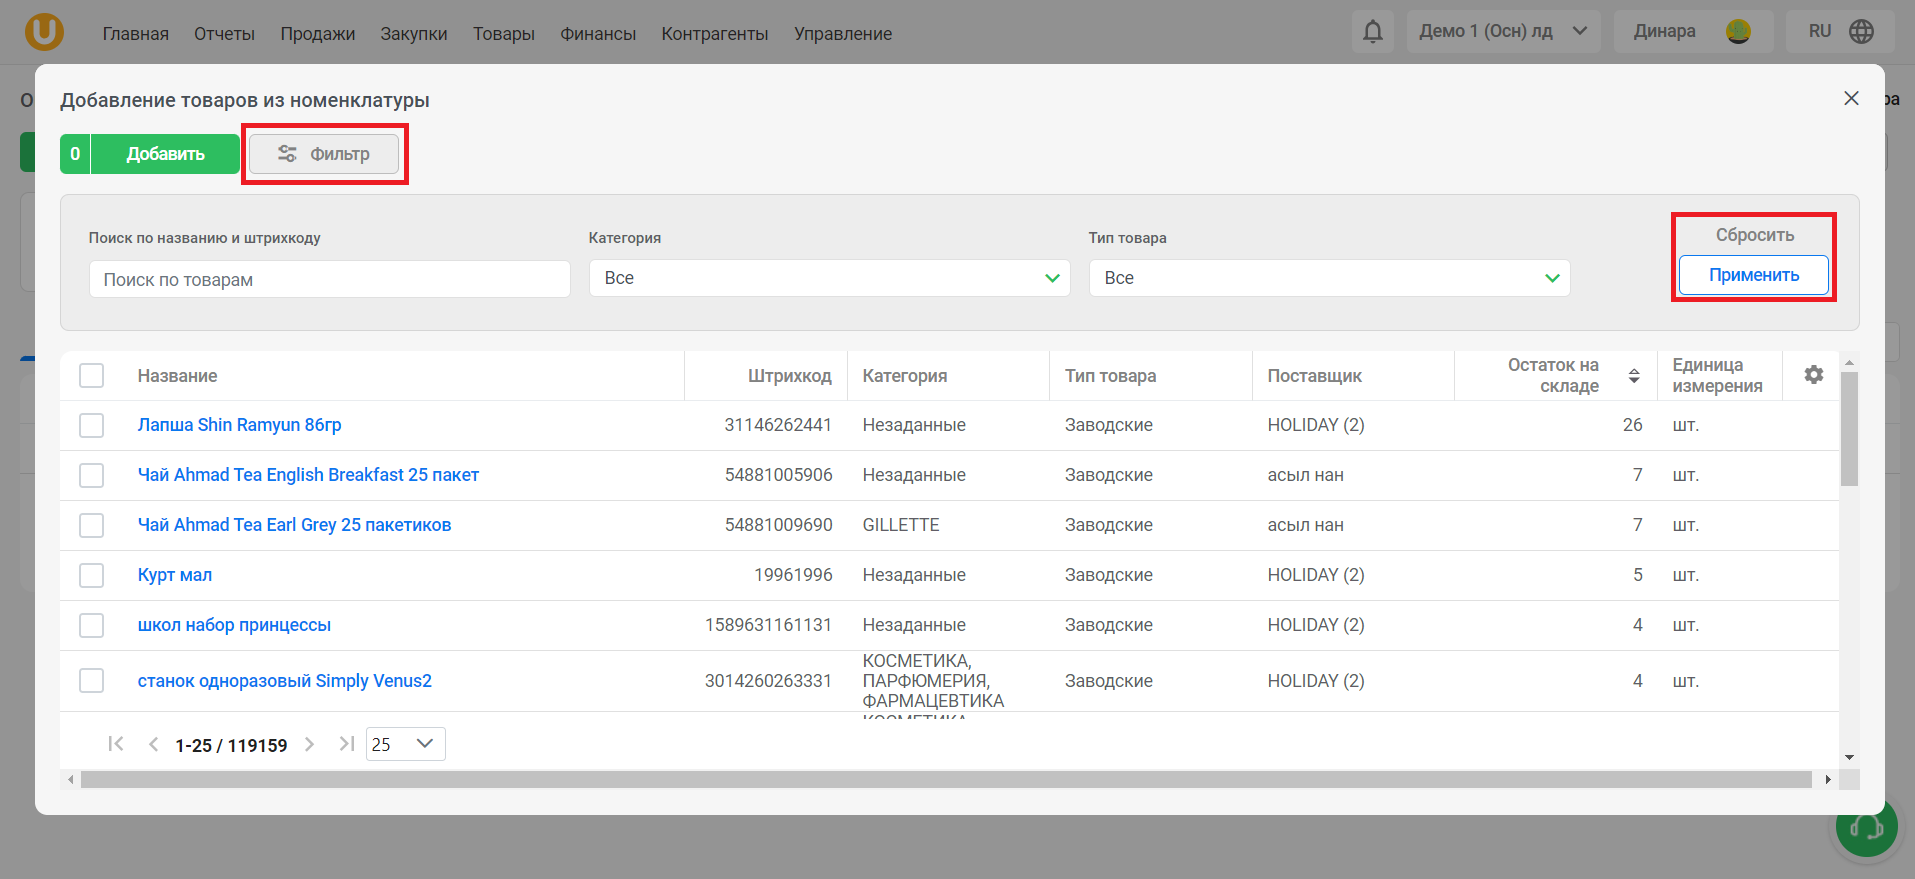 Главная Отчеты Продажи Закупки Товары Финансы Контрагенты Управление Демо 1 (Осн) лд Динара RU
Добавление товаров из номенклатуры
0 Добавить Фильтр
Поиск по названию и штрихкоду Категория Тип товара Сбросить
Поиск по товарам Все Все Применить
Название Штрихкод Категория Тип товара Поставщик Остаток на складе Единица измерения
Лапша Shin Ramyun 86гр 31146262441 Незаданные Заводские HOLIDAY (2) 26 шт.
Чай Ahmad Tea English Breakfast 25 пакет 54881005906 Незаданные Заводские асыл нан 7 шт.
Чай Ahmad Tea Earl Grey 25 пакетиков 54881009690 GILLETTE Заводские асыл нан 7 шт.
Курт мал 19961996 Незаданные Заводские HOLIDAY (2) 5 шт.
школ набор принцессы 1589631161131 Незаданные Заводские HOLIDAY (2) 4 шт.
станок одноразовый Simply Venus2 3014260263331 КОСМЕТИКА, ПАРФЮМЕРИЯ, ФАРМАЦЕВТИКА Заводские HOLIDAY (2) 4 шт.
1-25 / 119159 25